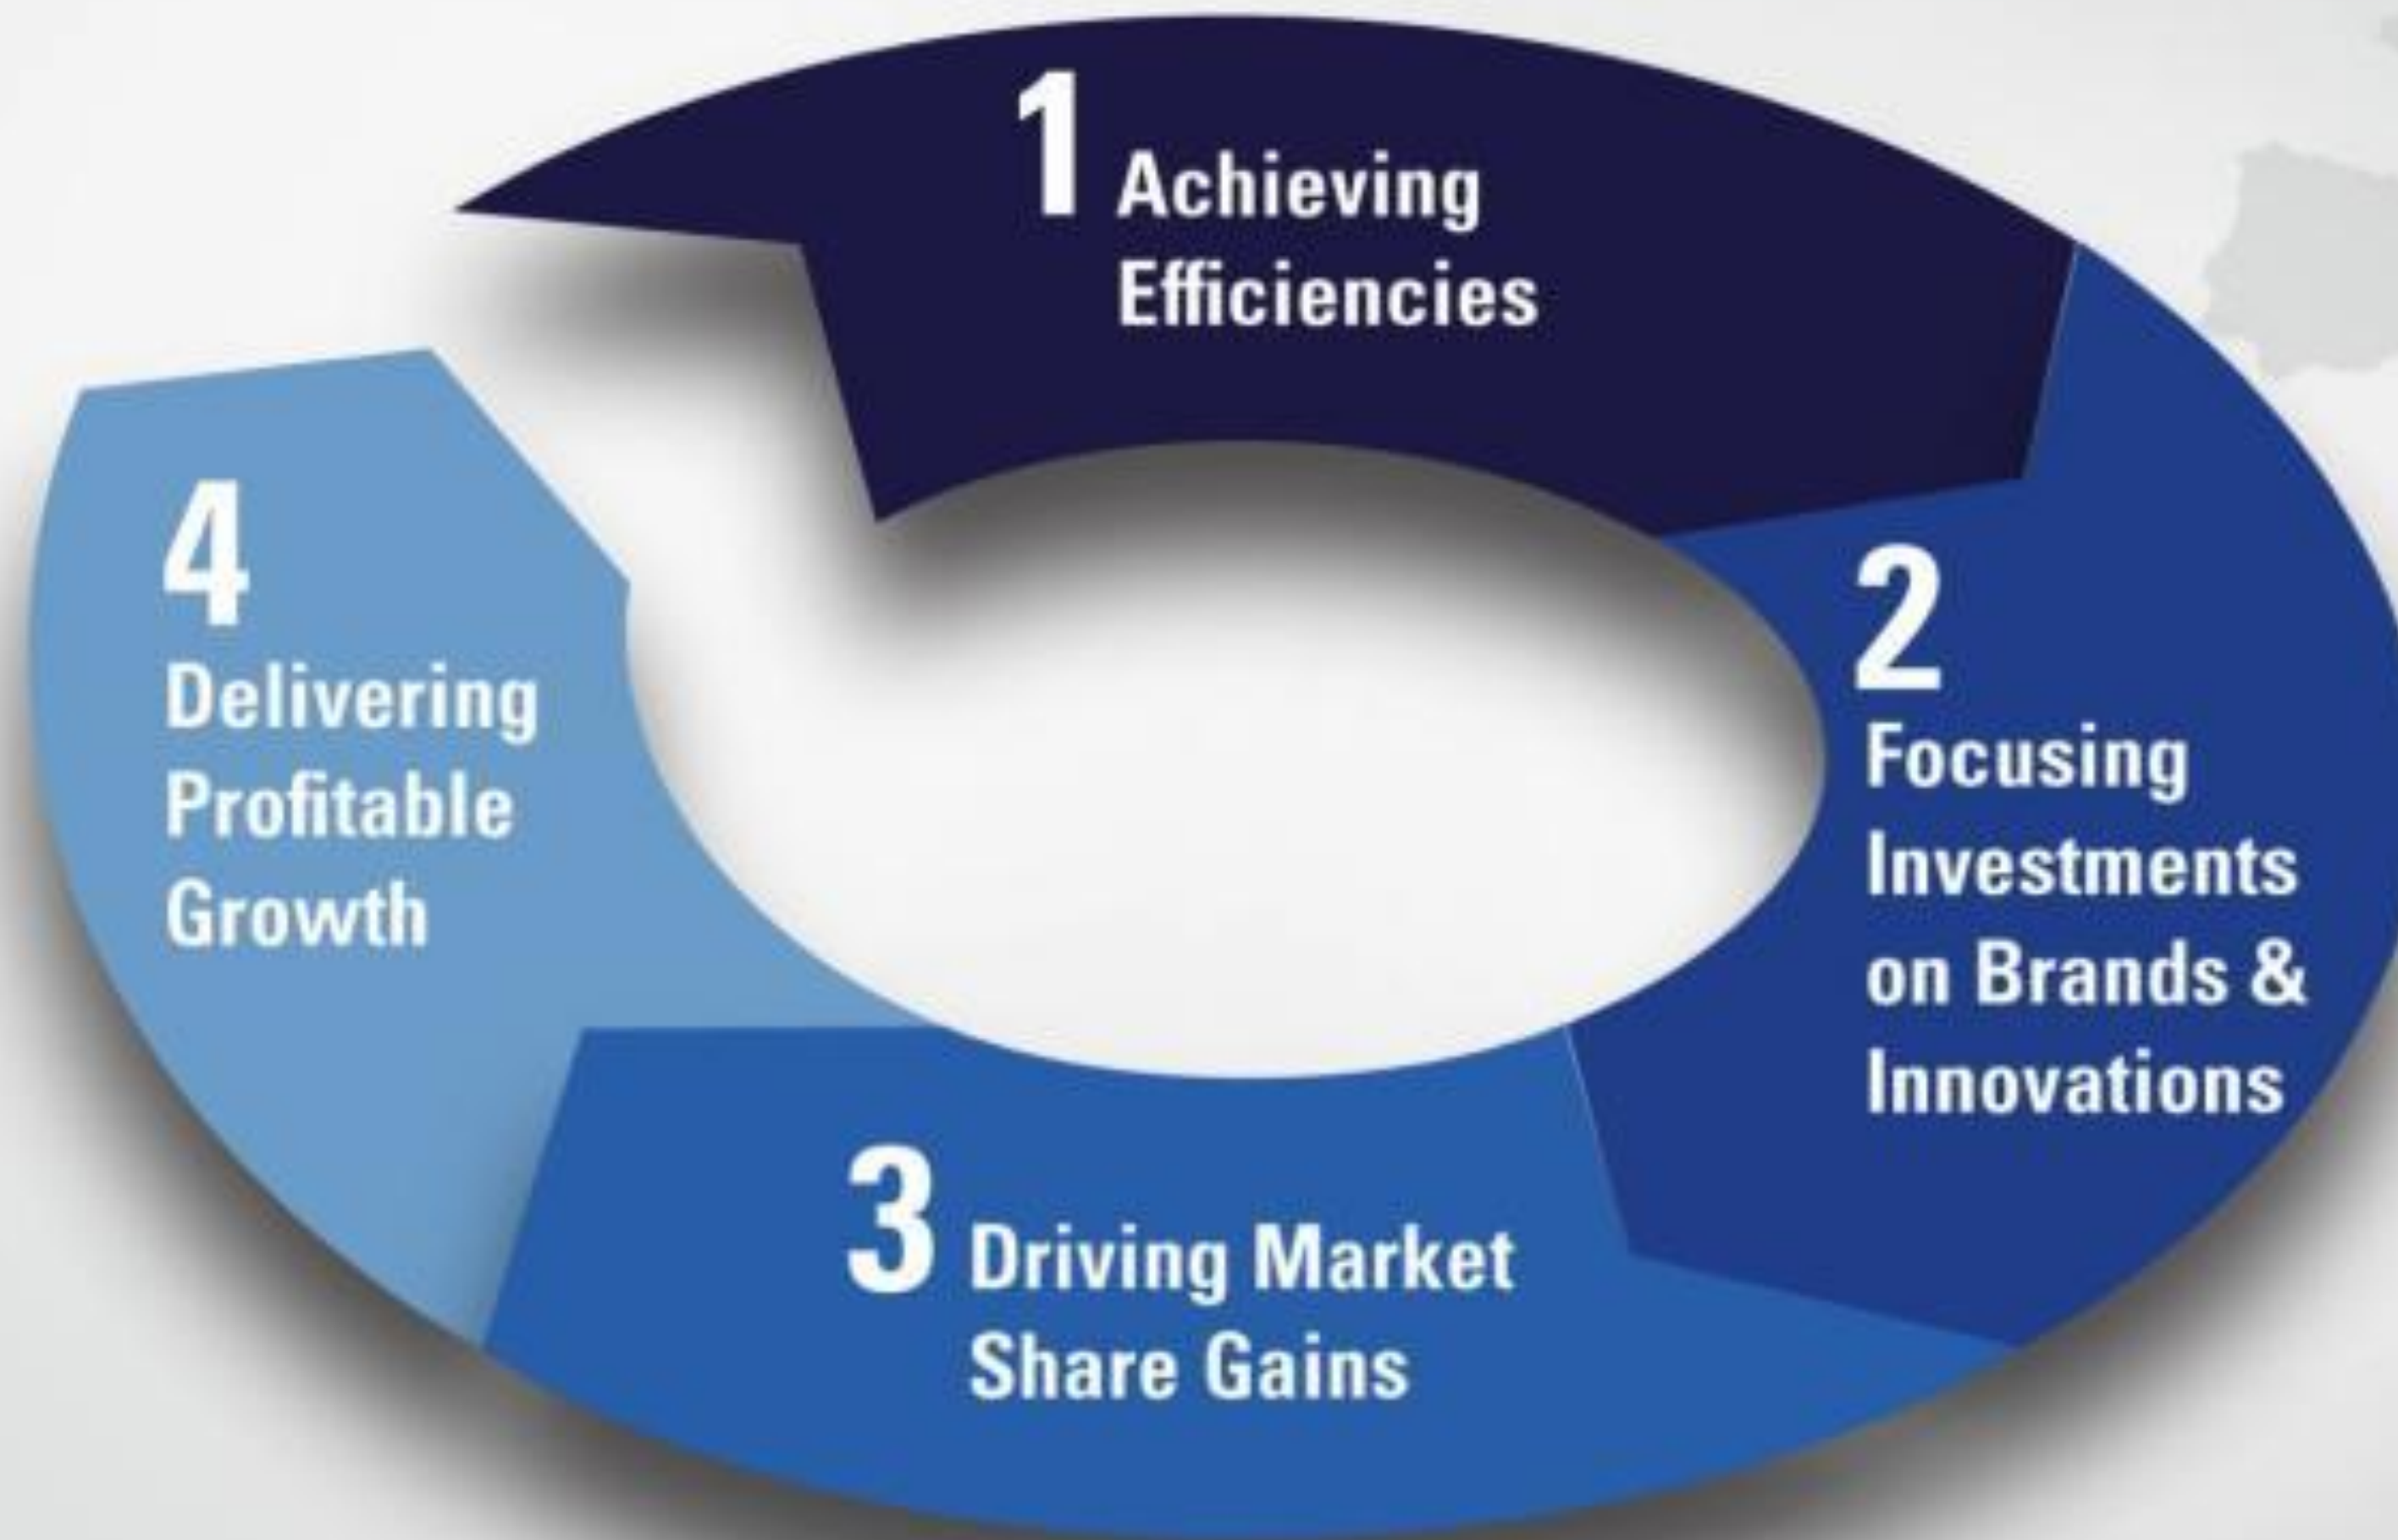 1 Achieving
Efficiencies
2
Focusing
Investments
on Brands &
Innovations
3 Driving Market
Share Gains
4
Delivering
Profitable
Growth